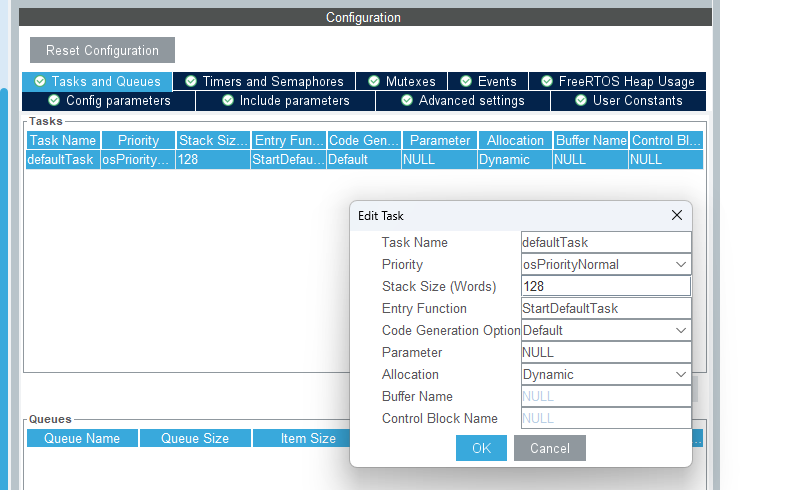 Configuration
Reset Configuration
Tasks and Queues Timers and Semaphores Mutexes Events FreeRTOS Heap Usage
Config parameters Include parameters Advanced settings User Constants
Tasks
Task Name Priority Stack Siz... Entry Fun... Code Gen... Parameter Allocation Buffer Name Control Bl...
defaultTask osPriority... 128 StartDefau... Default NULL Dynamic NULL NULL
Edit Task
Task Name defaultTask
Priority osPriorityNormal
Stack Size (Words) 128
Entry Function StartDefaultTask
Code Generation Option Default
Parameter NULL
Allocation Dynamic
Buffer Name NULL
Control Block Name NULL
OK Cancel
Queues
Queue Name Queue Size Item Size ...